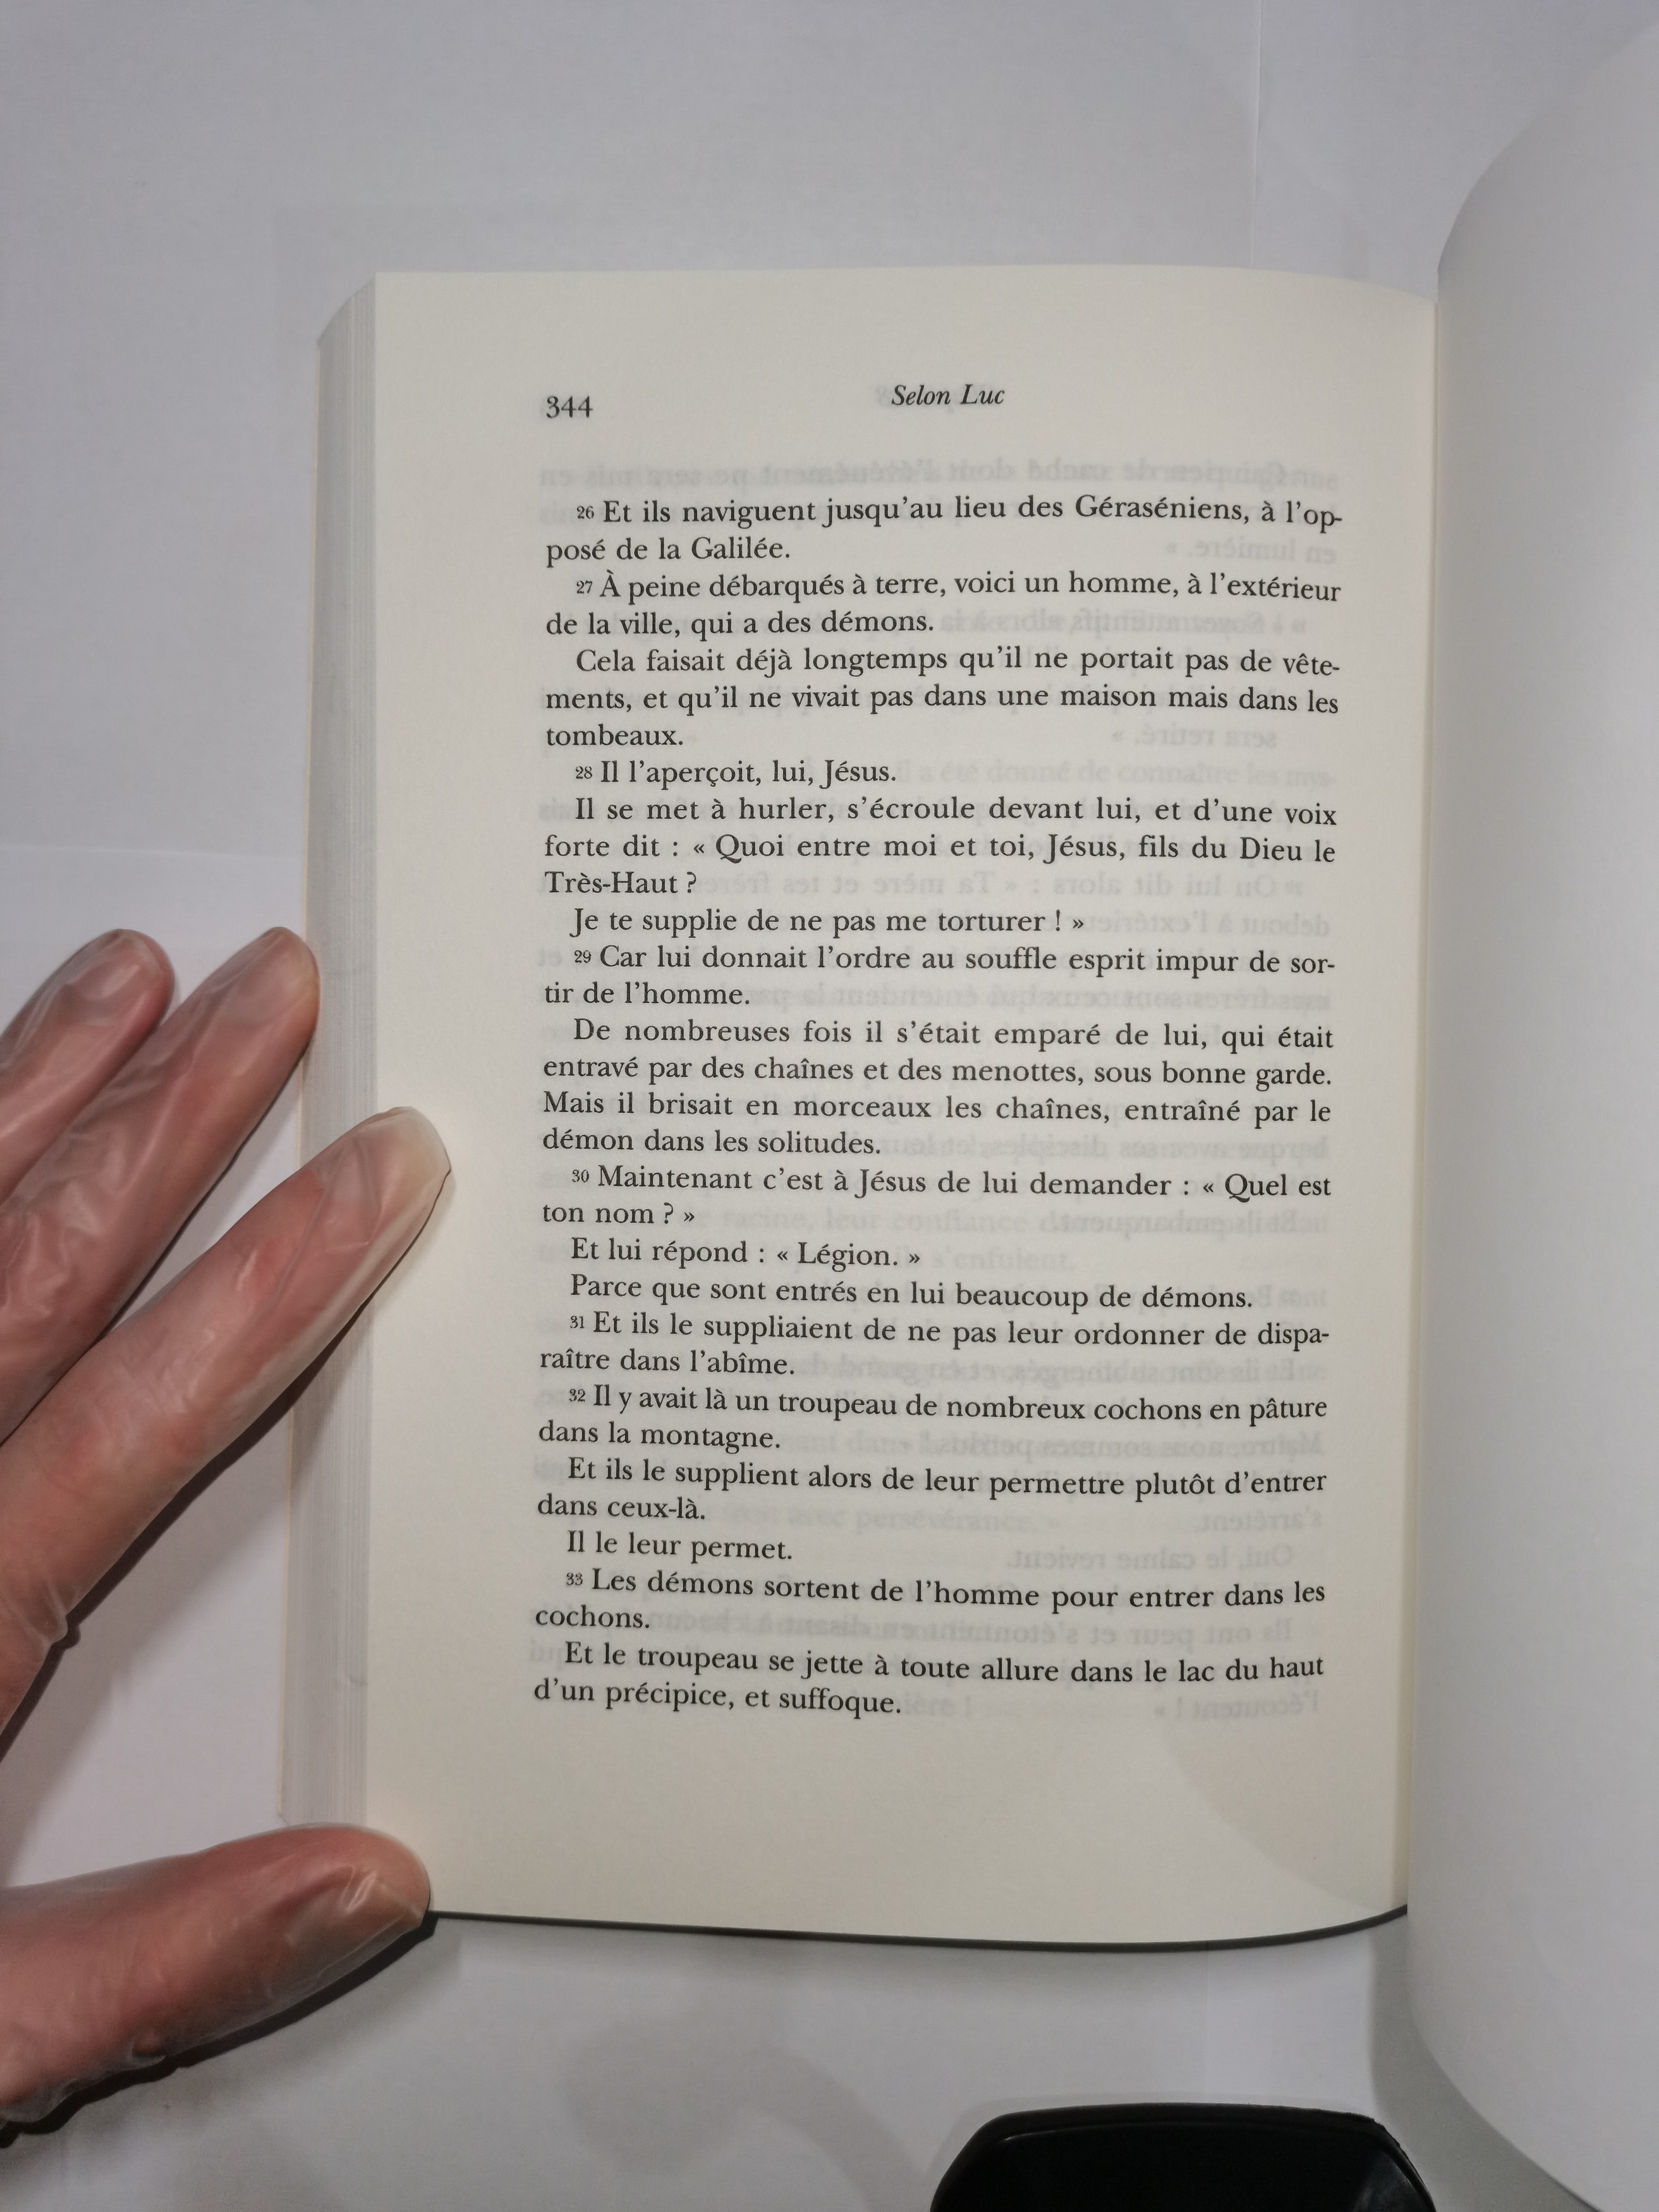 344
Selon Luc
26 Et ils naviguent jusqu'au lieu des Géraséniens, à l'op-
posé de la Galilée.
27 À peine débarqués à terre, voici un homme, à l'extérieur
de la ville, qui a des démons.
Cela faisait déjà longtemps qu'il ne portait pas de vête-
ments, et qu'il ne vivait pas dans une maison mais dans les
tombeaux.
28 Il l'aperçoit, lui, Jésus.
Il se met à hurler, s'écroule devant lui, et d'une voix
forte dit : « Quoi entre moi et toi, Jésus, fils du Dieu le
Très-Haut ?
Je te supplie de ne pas me torturer ! »
29 Car lui donnait l'ordre au souffle esprit impur de sor-
tir de l'homme.
De nombreuses fois il s'était emparé de lui, qui était
entravé par des chaînes et des menottes, sous bonne garde.
Mais il brisait en morceaux les chaînes, entraîné par le
démon dans les solitudes.
30 Maintenant c'est à Jésus de lui demander : « Quel est
ton nom ? »
Et lui répond : « Légion. »
Parce que sont entrés en lui beaucoup de démons.
31 Et ils le suppliaient de ne pas leur ordonner de dispa-
raître dans l'abîme.
32 Il y avait là un troupeau de nombreux cochons en pâture
dans la montagne.
Et ils le supplient alors de leur permettre plutôt d'entrer
dans ceux-là.
Il le leur permet.
33 Les démons sortent de l'homme pour entrer dans les
cochons.
Et le troupeau se jette à toute allure dans le lac du haut
d'un précipice, et suffoque.